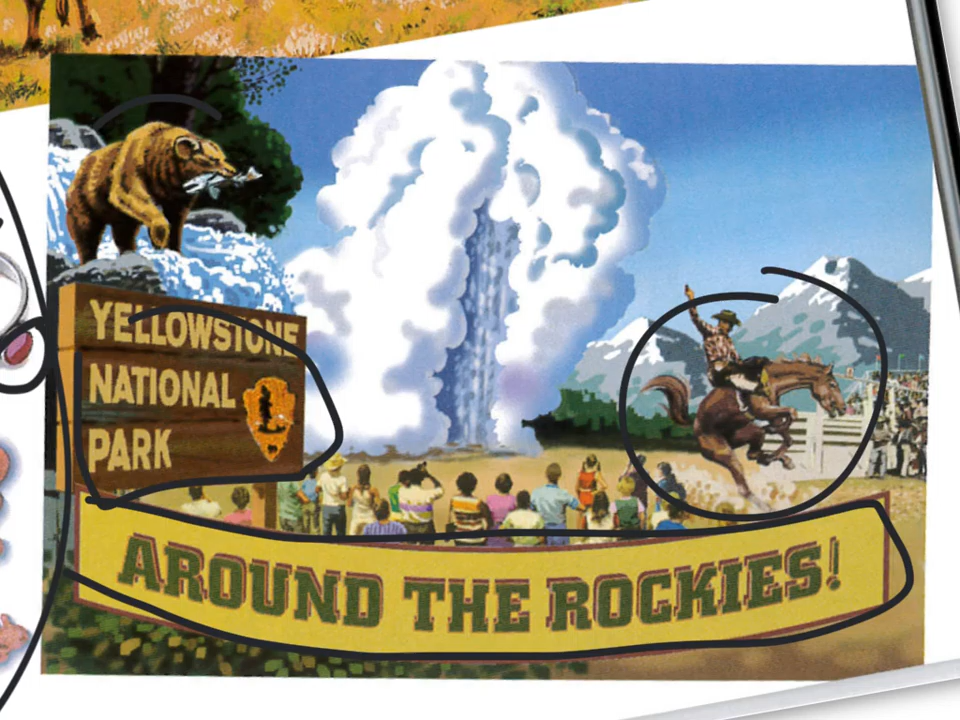 YELLOWSTONE
NATIONAL
PARK
AROUND THE ROCKIES!